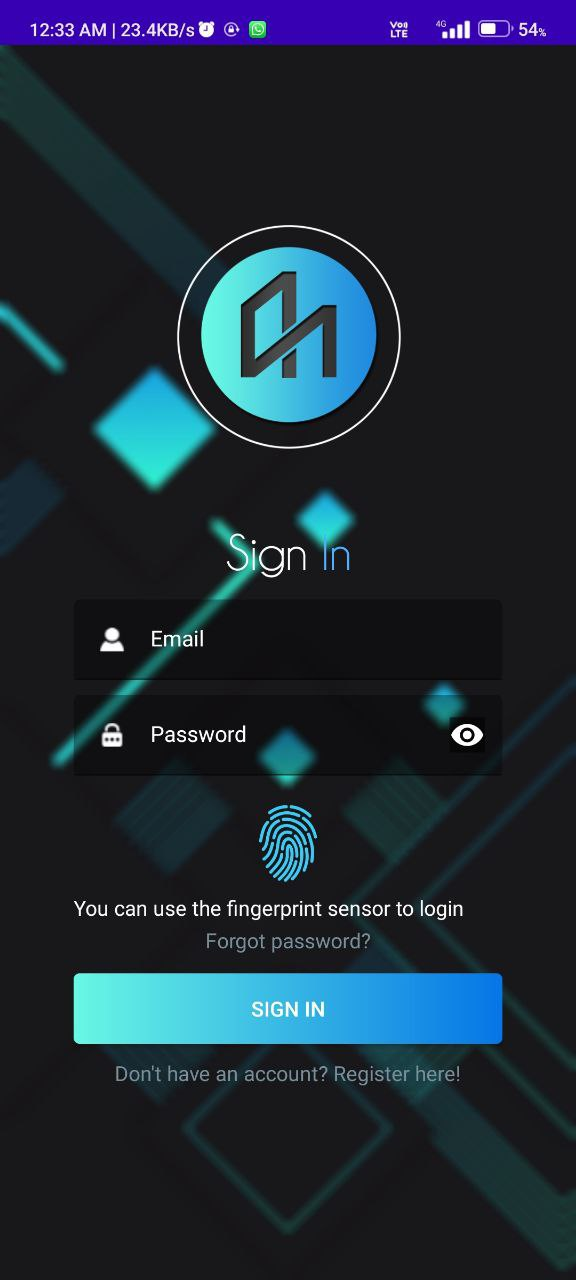 12:33 AM | 23.4KB/s Vo LTE 4G 54%
Sign In
Email
Password
You can use the fingerprint sensor to login
Forgot password?
SIGN IN
Don't have an account? Register here!